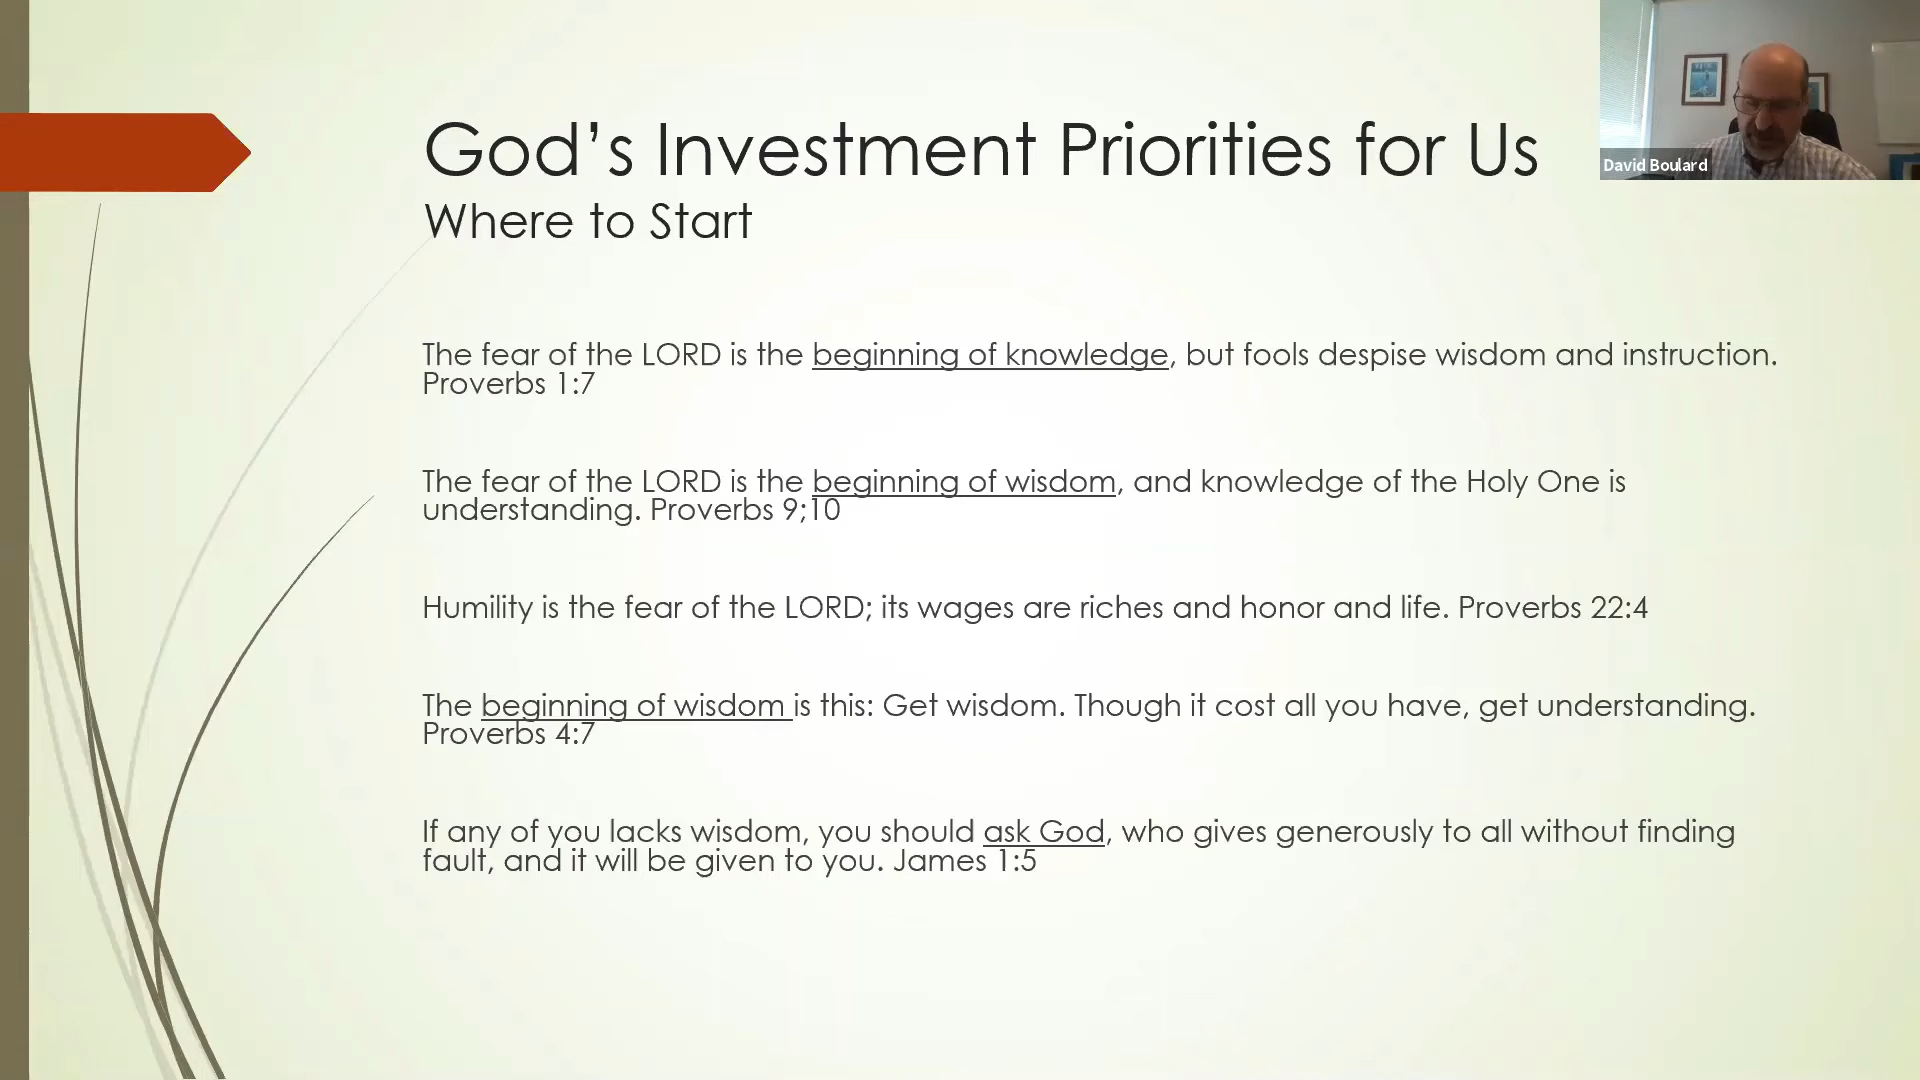 God’s Investment Priorities for Us
Where to Start
David Boulard
The fear of the LORD is the beginning of knowledge, but fools despise wisdom and instruction.
Proverbs 1:7
The fear of the LORD is the beginning of wisdom, and knowledge of the Holy One is
understanding. Proverbs 9;10
Humility is the fear of the LORD; its wages are riches and honor and life. Proverbs 22:4
The beginning of wisdom is this: Get wisdom. Though it cost all you have, get understanding.
Proverbs 4:7
If any of you lacks wisdom, you should ask God, who gives generously to all without finding
fault, and it will be given to you. James 1:5